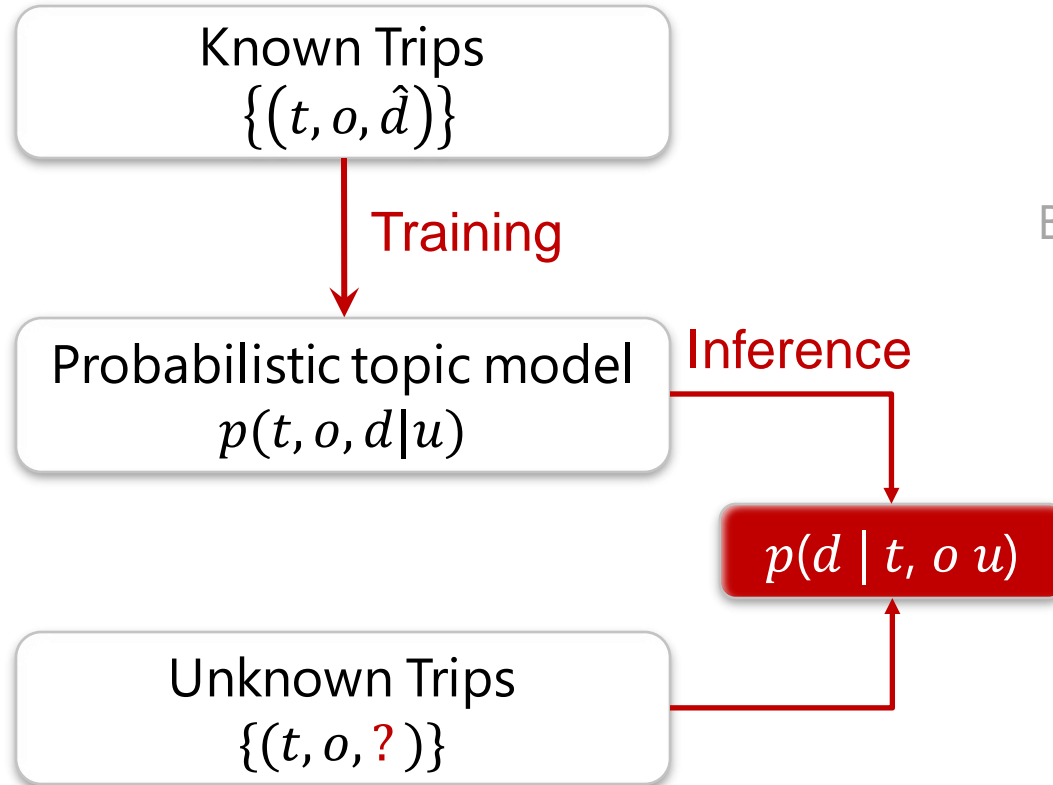 Known Trips
{(t, o, d̂)}
Training
Probabilistic topic model
p(t, o, d|u)
Inference
p(d | t, o u)
Unknown Trips
{(t, o, ? )}